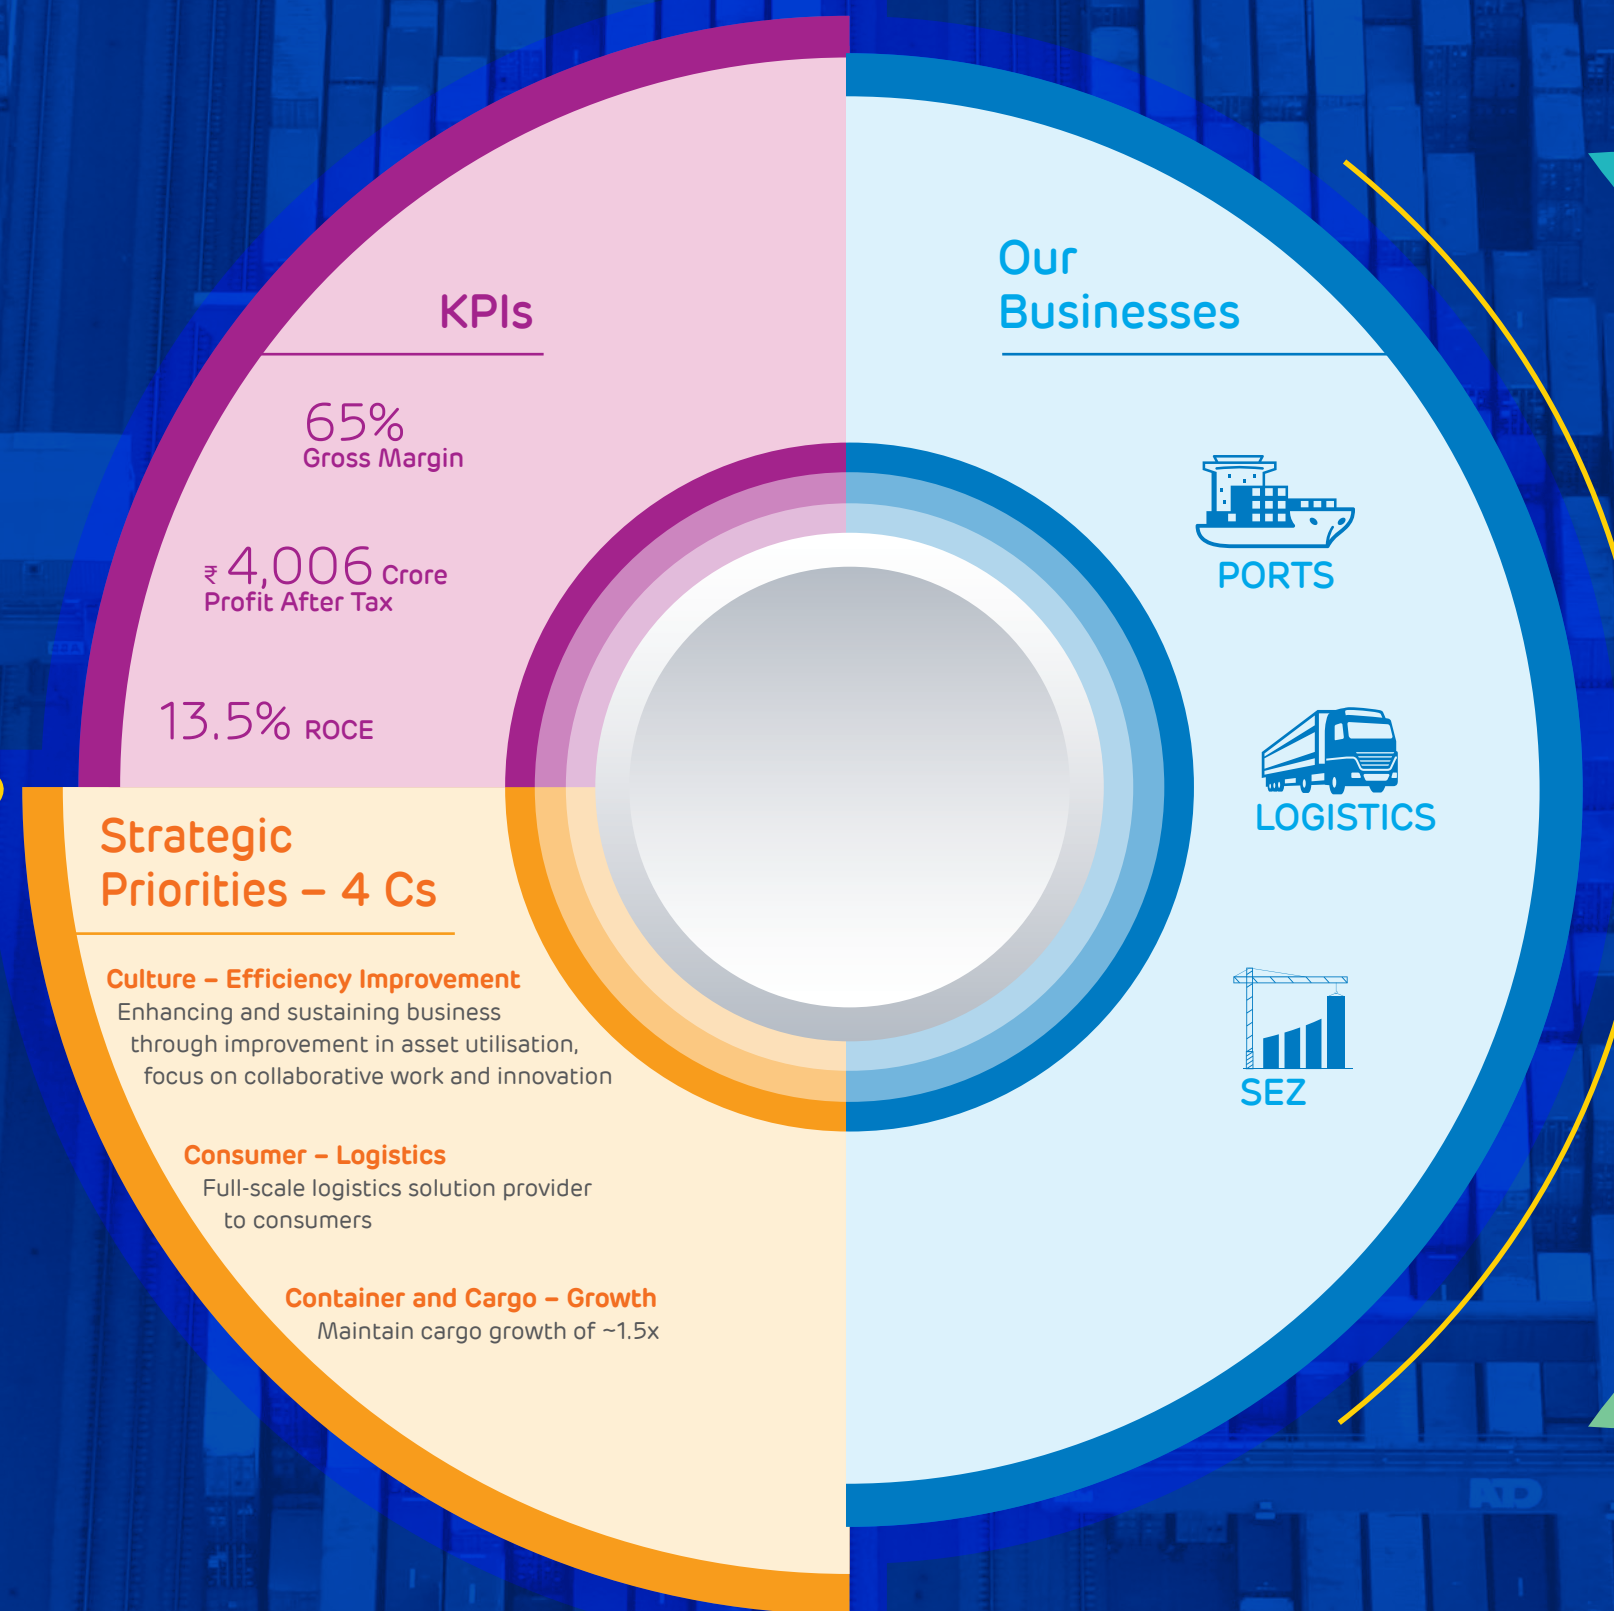 KPIs
65%
Gross Margin
₹ 4,006 Crore
Profit After Tax
13.5% ROCE
Our
Businesses
PORTS
LOGISTICS
SEZ
Strategic
Priorities – 4 Cs
Culture – Efficiency Improvement
Enhancing and sustaining business
through improvement in asset utilisation,
focus on collaborative work and innovation
Consumer – Logistics
Full-scale logistics solution provider
to consumers
Container and Cargo – Growth
Maintain cargo growth of ~1.5x